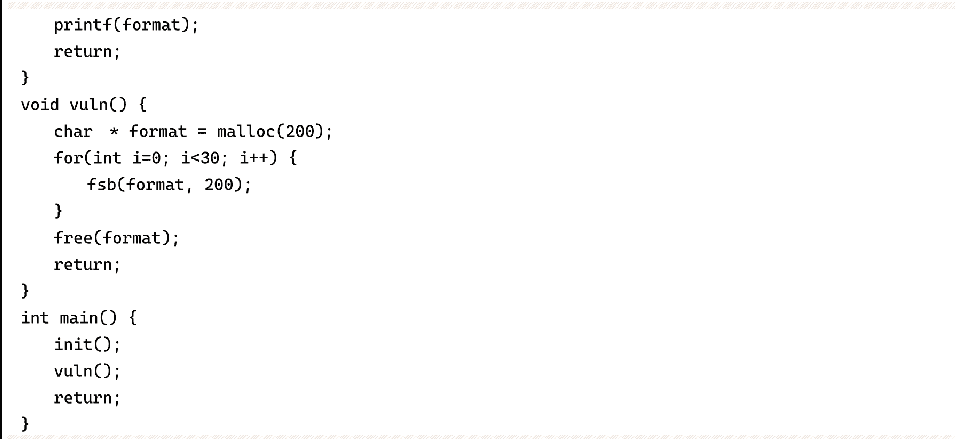 printf(format);
return;
}
void vuln() {
char * format = malloc(200);
for(int i=0; i<30; i++) {
fsb(format, 200);
}
free(format);
return;
}
int main() {
init();
vuln();
return;
}